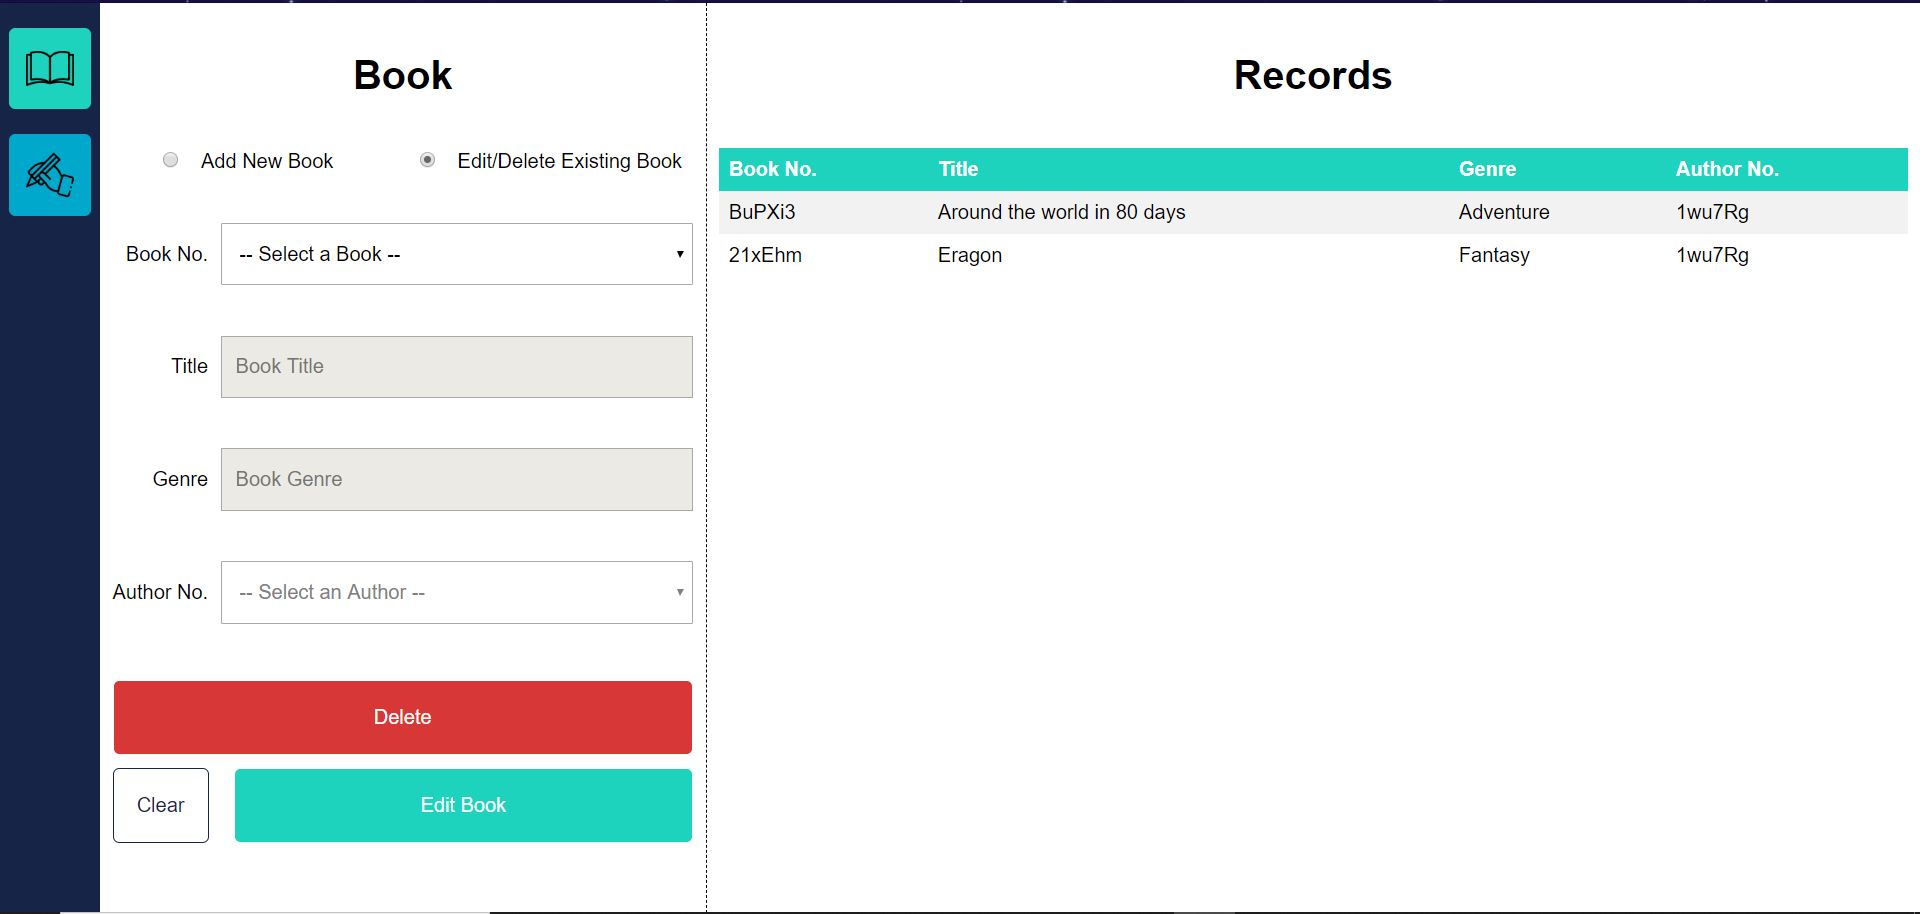 Book
Add New Book Edit/Delete Existing Book
Book No. -- Select a Book --
Title Book Title
Genre Book Genre
Author No. -- Select an Author --
Delete
Clear Edit Book
Records
Book No. Title Genre Author No.
BuPXi3 Around the world in 80 days Adventure 1wu7Rg
21xEhm Eragon Fantasy 1wu7Rg